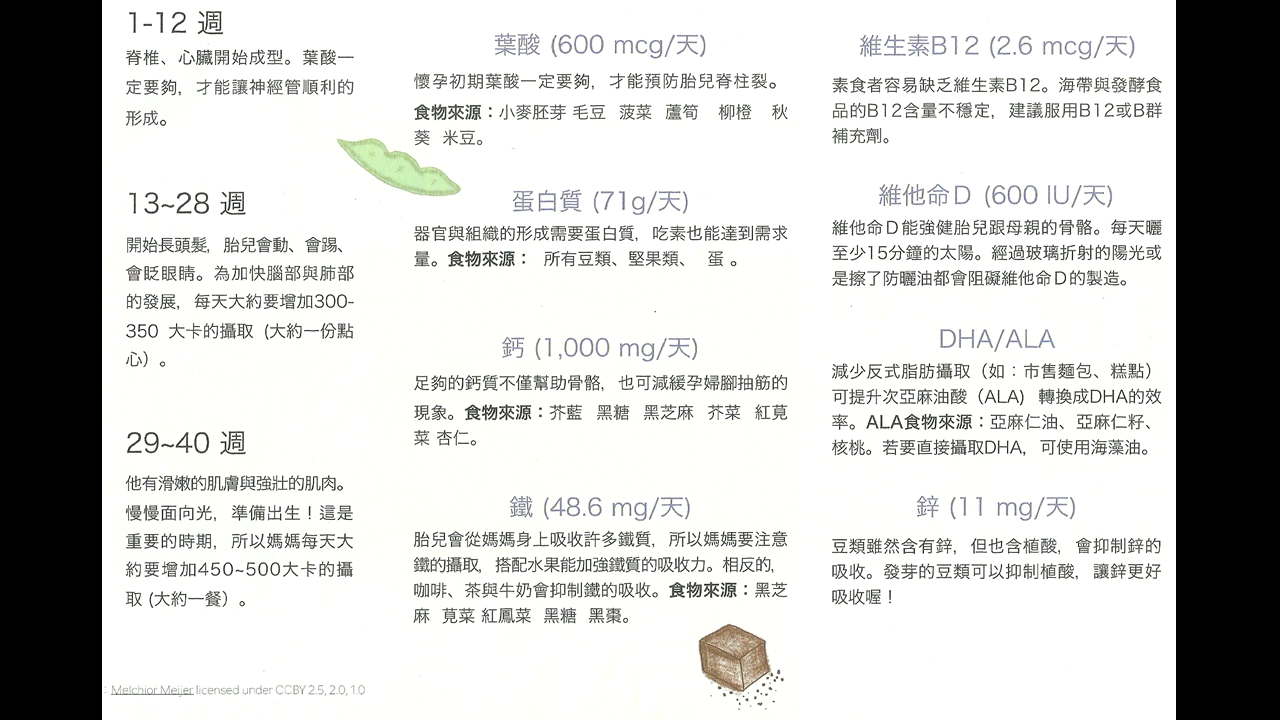 1-12 週
脊椎、心臟開始成型。葉酸一
定要夠，才能讓神經管順利的
形成。
13~28 週
開始長頭髮，胎兒會動、會踢、
會眨眼睛。為加快腦部與肺部
的發展，每天大約要增加300-
350 大卡的攝取 (大約一份點
心）。
29~40 週
他有滑嫩的肌膚與強壯的肌肉。
慢慢面向光，準備出生！這是
重要的時期，所以媽媽每天大
約要增加450~500大卡的攝
取 (大約一餐）。
葉酸 (600 mcg/天)
懷孕初期葉酸一定要夠，才能預防胎兒脊柱裂。
食物來源：小麥胚芽 毛豆 菠菜 蘆筍 柳橙 秋
葵 米豆。
蛋白質 (71g/天)
器官與組織的形成需要蛋白質，吃素也能達到需求
量。食物來源： 所有豆類、堅果類、 蛋 。
鈣 (1,000 mg/天)
足夠的鈣質不僅幫助骨骼，也可減緩孕婦腳抽筋的
現象。食物來源：芥藍 黑糖 黑芝麻 芥菜 紅莧
菜 杏仁。
鐵 (48.6 mg/天)
胎兒會從媽媽身上吸收許多鐵質，所以媽媽要注意
鐵的攝取，搭配水果能加強鐵質的吸收力。相反的，
咖啡、茶與牛奶會抑制鐵的吸收。食物來源：黑芝
麻 莧菜 紅鳳菜 黑糖 黑棗。
維生素B12 (2.6 mcg/天)
素食者容易缺乏維生素B12。海帶與發酵食
品的B12含量不穩定，建議服用B12或B群
補充劑。
維他命D (600 IU/天)
維他命D能強健胎兒跟母親的骨骼。每天曬
至少15分鐘的太陽。經過玻璃折射的陽光或
是擦了防曬油都會阻礙維他命D的製造。
DHA/ALA
減少反式脂肪攝取（如：市售麵包、糕點）
可提升次亞麻油酸（ALA） 轉換成DHA的效
率。ALA食物來源：亞麻仁油、亞麻仁籽、
核桃。若要直接攝取DHA，可使用海藻油。
鋅 (11 mg/天)
豆類雖然含有鋅，但也含植酸，會抑制鋅的
吸收。發芽的豆類可以抑制植酸，讓鋅更好
吸收喔！
: Melchior Meijer licensed under CCBY 2.5, 2.0, 1.0